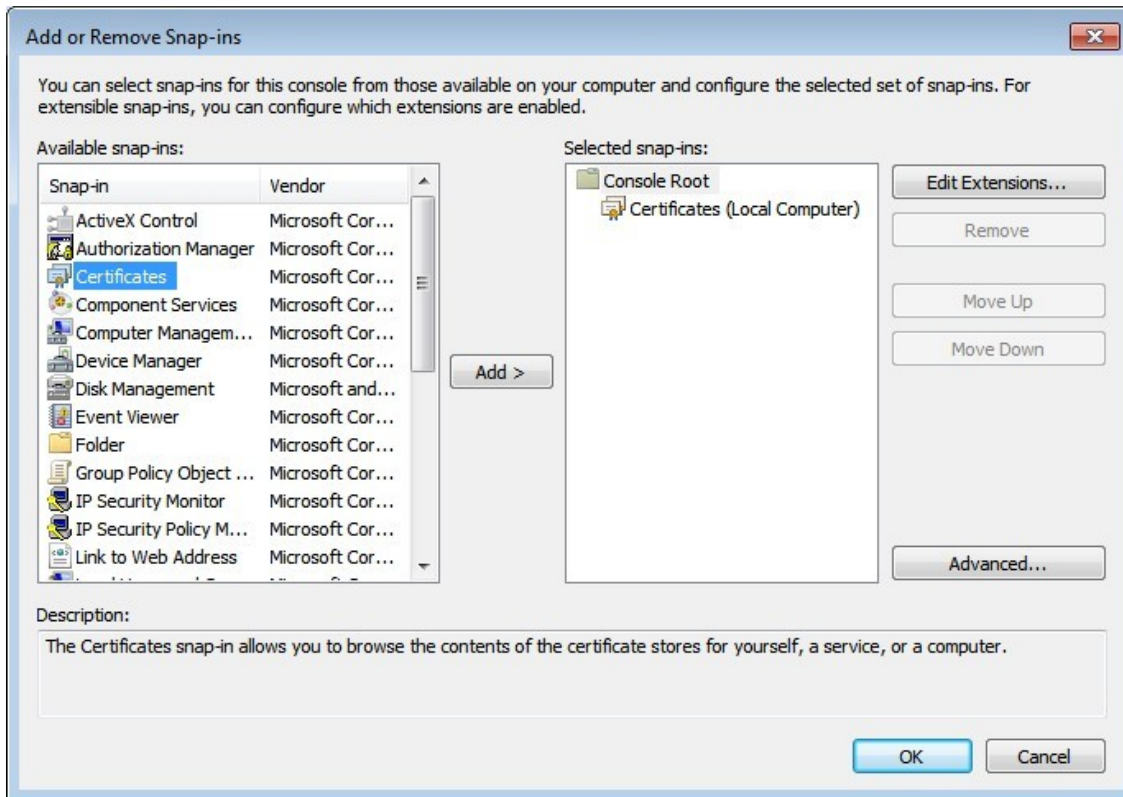 Add or Remove Snap-ins
You can select snap-ins for this console from those available on your computer and configure the selected set of snap-ins. For
extensible snap-ins, you can configure which extensions are enabled.
Available snap-ins:
Snap-in Vendor
ActiveX Control Microsoft Cor...
Authorization Manager Microsoft Cor...
Certificates Microsoft Cor...
Component Services Microsoft Cor...
Computer Managem... Microsoft Cor...
Device Manager Microsoft Cor...
Disk Management Microsoft and...
Event Viewer Microsoft Cor...
Folder Microsoft Cor...
Group Policy Object ... Microsoft Cor...
IP Security Monitor Microsoft Cor...
IP Security Policy M... Microsoft Cor...
Link to Web Address Microsoft Cor...
Add >
Selected snap-ins:
Console Root
Certificates (Local Computer)
Edit Extensions...
Remove
Move Up
Move Down
Advanced...
Description:
The Certificates snap-in allows you to browse the contents of the certificate stores for yourself, a service, or a computer.
OK
Cancel